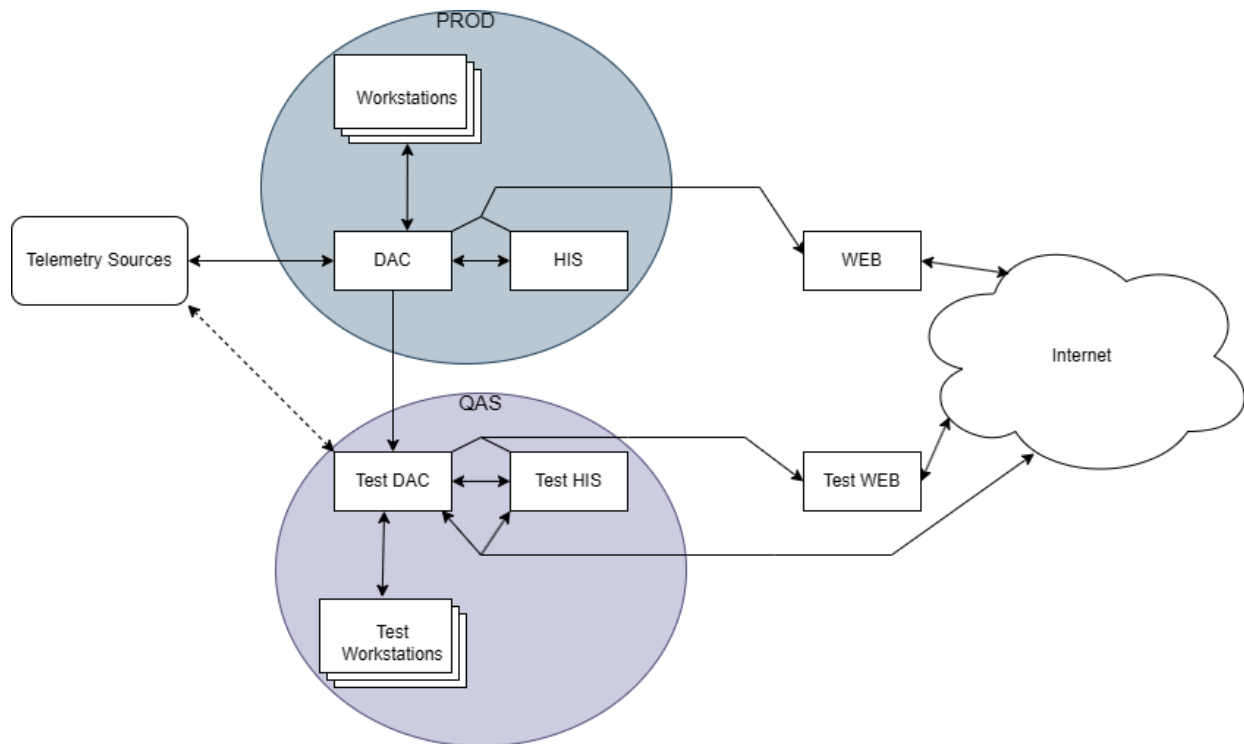 PROD
Workstations
Telemetry Sources
DAC
HIS
WEB
Internet
QAS
Test DAC
Test HIS
Test WEB
Test
Workstations